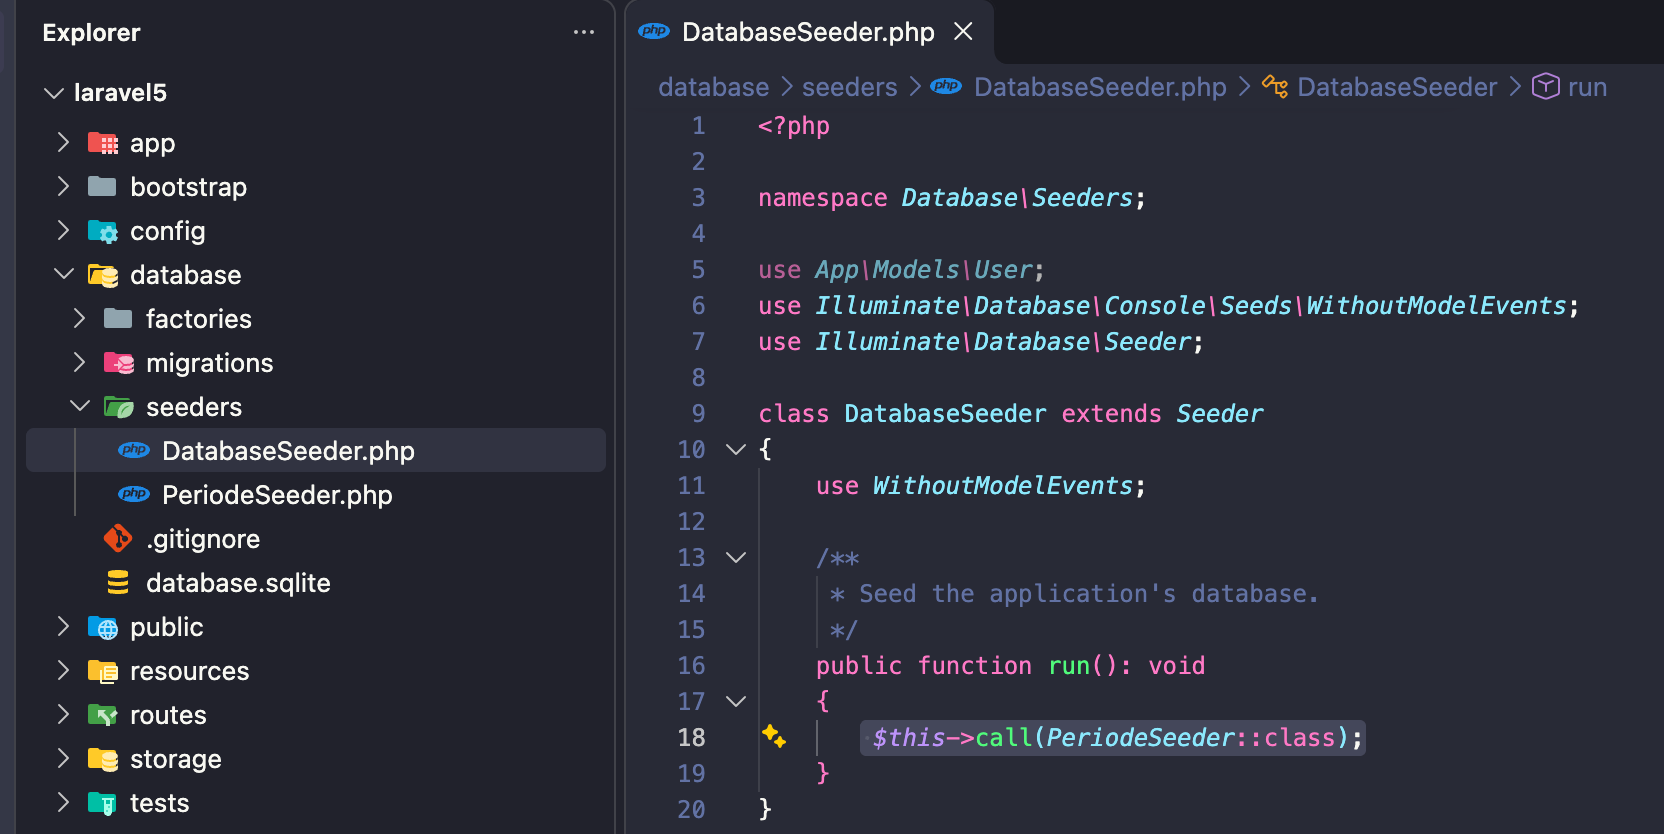 Explorer
laravel5
app
bootstrap
config
database
factories
migrations
seeders
php DatabaseSeeder.php
php PeriodeSeeder.php
.gitignore
database.sqlite
public
resources
routes
storage
tests
php DatabaseSeeder.php
database > seeders > php DatabaseSeeder.php > DatabaseSeeder > run
1 <?php
2
3 namespace Database\Seeders;
4
5 use App\Models\User;
6 use Illuminate\Database\Console\Seeds\WithoutModelEvents;
7 use Illuminate\Database\Seeder;
8
9 class DatabaseSeeder extends Seeder
10 {
11     use WithoutModelEvents;
12
13     /**
14      * Seed the application's database.
15      */
16     public function run(): void
17     {
18         $this->call(PeriodeSeeder::class);
19     }
20 }